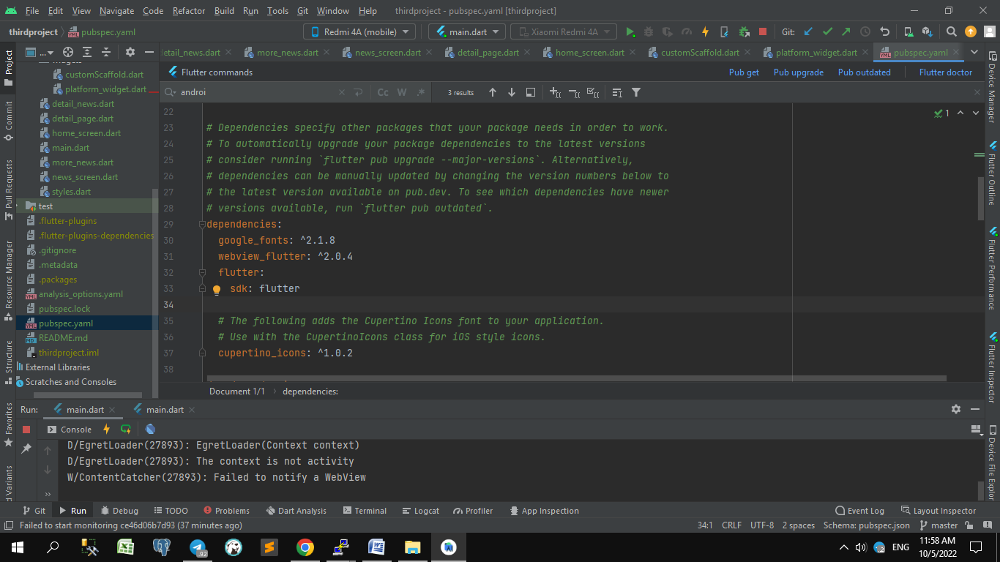 File Edit View Navigate Code Refactor Build Run Tools Git Window Help thirdproject - pubspec.yaml [thirdproject]
thirdproject pubspec.yaml Redmi 4A (mobile) main.dart Xiaomi Redmi 4A Git:
... etail_news.dart more_news.dart news_screen.dart detail_page.dart home_screen.dart customScaffold.dart platform_widget.dart pubspec.yaml
Flutter commands Pub get Pub upgrade Pub outdated Flutter doctor
androi Cc W .* 3 results
Project
Commit
Pull Requests
Resource Manager
Structure
Favorites
d Variants
widgets
customScaffold.dart
platform_widget.dart
detail_news.dart
detail_page.dart
home_screen.dart
main.dart
more_news.dart
news_screen.dart
styles.dart
test
.flutter-plugins
.flutter-plugins-dependencies
.gitignore
.metadata
.packages
analysis_options.yaml
pubspec.lock
pubspec.yaml
README.md
thirdproject.iml
External Libraries
Scratches and Consoles
1
22
23 # Dependencies specify other packages that your package needs in order to work.
24 # To automatically upgrade your package dependencies to the latest versions
25 # consider running `flutter pub upgrade --major-versions`. Alternatively,
26 # dependencies can be manually updated by changing the version numbers below to
27 # the latest version available on pub.dev. To see which dependencies have newer
28 # versions available, run `flutter pub outdated`.
29 dependencies:
30 google_fonts: ^2.1.8
31 webview_flutter: ^2.0.4
32 flutter:
33 sdk: flutter
34
35 # The following adds the Cupertino Icons font to your application.
36 # Use with the CupertinoIcons class for iOS style icons.
37 cupertino_icons: ^1.0.2
38
Document 1/1 dependencies:
Device Manager
Flutter Outline
Flutter Performance
Flutter Inspector
Device File Explor
Run: main.dart main.dart
Console
D/EgretLoader(27893): EgretLoader(Context context)
D/EgretLoader(27893): The context is not activity
W/ContentCatcher(27893): Failed to notify a WebView
Git Run Debug TODO Problems Dart Analysis Terminal Logcat Profiler App Inspection Event Log Layout Inspector
Failed to start monitoring ce46d06b7d93 (37 minutes ago) 34:1 CRLF UTF-8 2 spaces Schema: pubspec.json master
92 ENG 11:58 AM
10/5/2022